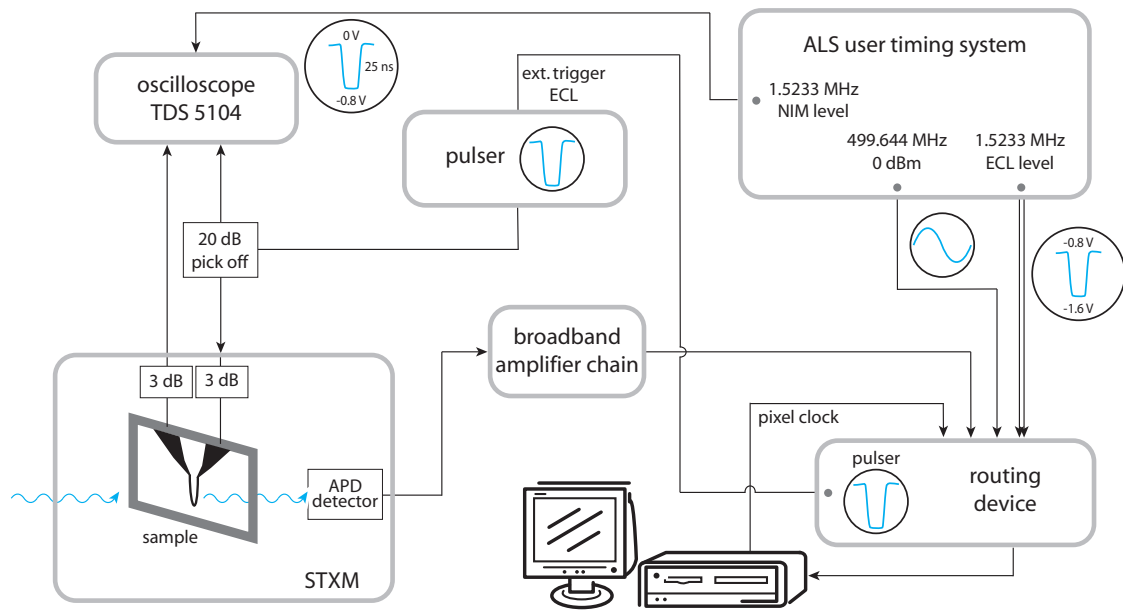 0 V
25 ns
-0.8 V
oscilloscope
TDS 5104
ext. trigger
ECL
pulser
ALS user timing system
1.5233 MHz
NIM level
499.644 MHz
0 dBm
1.5233 MHz
ECL level
20 dB
pick off
-0.8 V
-1.6 V
broadband
amplifier chain
3 dB
3 dB
pixel clock
APD
detector
sample
STXM
pulser
routing
device